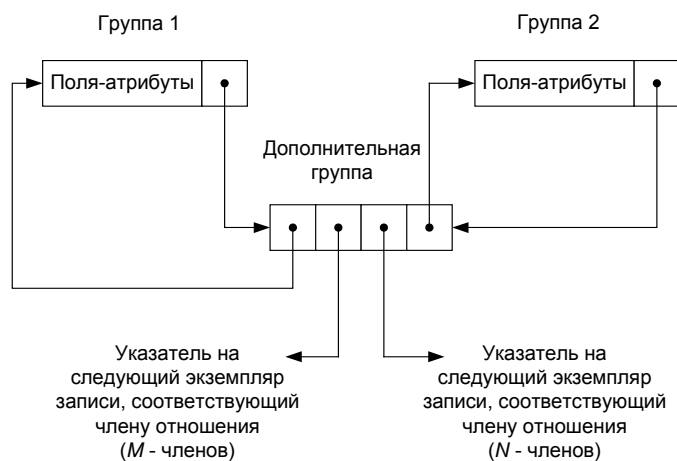 Группа 1
Группа 2
Поля-атрибуты
Поля-атрибуты
Дополнительная
группа
Указатель на
следующий экземпляр
записи, соответствующий
члену отношения
(M - членов)
Указатель на
следующий экземпляр
записи, соответствующий
члену отношения
(N - членов)